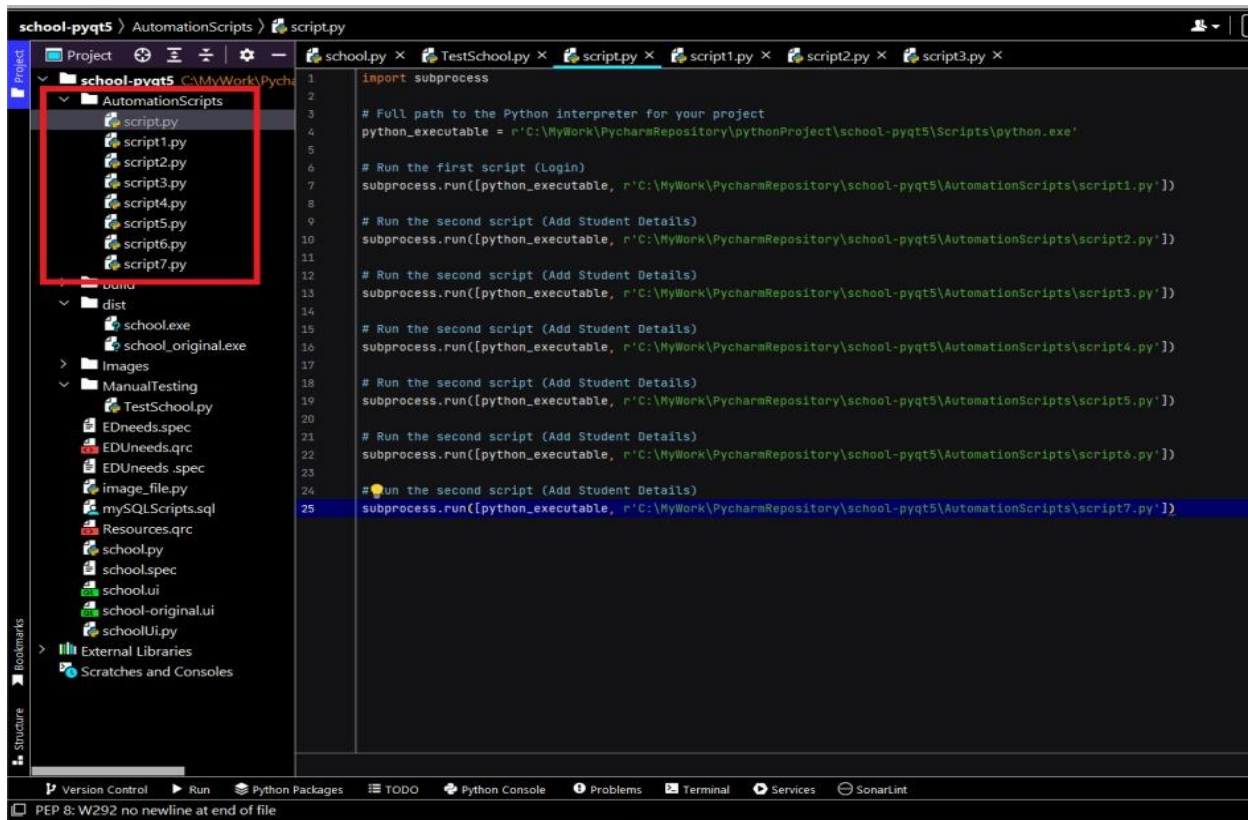 school-pyqt5 〉 AutomationScripts 〉 script.py
Project
school.py × TestSchool.py × script.py × script1.py × script2.py × script3.py ×
Project
school-pyqt5 C:\MyWork\Pycha
AutomationScripts
script.py
script1.py
script2.py
script3.py
script4.py
script5.py
script6.py
script7.py
build
dist
school.exe
school_original.exe
Images
ManualTesting
TestSchool.py
EDneeds.spec
EDUneeds.qrc
EDUneeds .spec
image_file.py
mySQLScripts.sql
Resources.qrc
school.py
school.spec
school.ui
school-original.ui
schoolUi.py
External Libraries
Scratches and Consoles
Bookmarks
Structure
1 import subprocess
2
3 # Full path to the Python interpreter for your project
4 python_executable = r'C:\MyWork\PycharmRepository\pythonProject\school-pyqt5\Scripts\python.exe'
5
6 # Run the first script (Login)
7 subprocess.run([python_executable, r'C:\MyWork\PycharmRepository\school-pyqt5\AutomationScripts\script1.py'])
8
9 # Run the second script (Add Student Details)
10 subprocess.run([python_executable, r'C:\MyWork\PycharmRepository\school-pyqt5\AutomationScripts\script2.py'])
11
12 # Run the second script (Add Student Details)
13 subprocess.run([python_executable, r'C:\MyWork\PycharmRepository\school-pyqt5\AutomationScripts\script3.py'])
14
15 # Run the second script (Add Student Details)
16 subprocess.run([python_executable, r'C:\MyWork\PycharmRepository\school-pyqt5\AutomationScripts\script4.py'])
17
18 # Run the second script (Add Student Details)
19 subprocess.run([python_executable, r'C:\MyWork\PycharmRepository\school-pyqt5\AutomationScripts\script5.py'])
20
21 # Run the second script (Add Student Details)
22 subprocess.run([python_executable, r'C:\MyWork\PycharmRepository\school-pyqt5\AutomationScripts\script6.py'])
23
24 # un the second script (Add Student Details)
25 subprocess.run([python_executable, r'C:\MyWork\PycharmRepository\school-pyqt5\AutomationScripts\script7.py'])
Version Control Run Python Packages TODO Python Console Problems Terminal Services SonarLint
PEP 8: W292 no newline at end of file